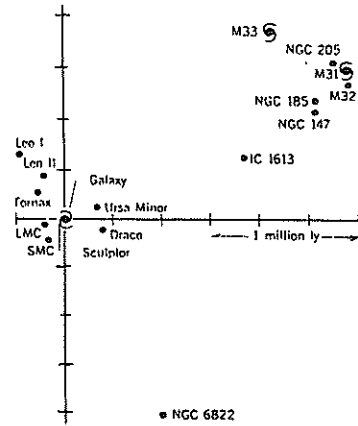 M33
NGC 205
M31
M32
NGC 185
NGC 147
IC 1613
Leo I
Leo II
Galaxy
Fornax
Ursa Minor
LMC
Draco
SMC
Sculptor
1 million ly
NGC 6822